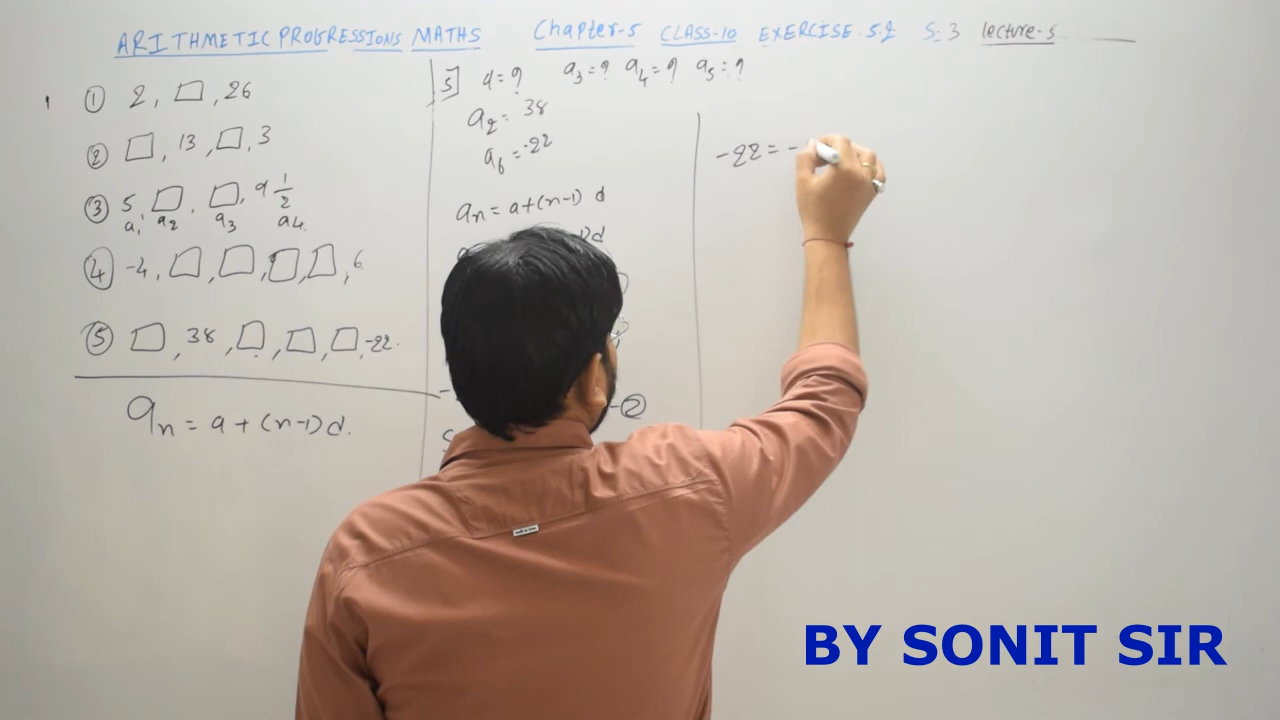 ARITHMETIC PROGRESSIONS MATHS Chapter-5 CLASS-10 EXERCISE 5.2 S: 3 lecture-5
① 2, □, 26
② □, 13, □, 3
③ 5, □, □, 9 1/2
a₁ a₂ a₃ a4.
④ -4, □, □, □, □, 6
⑤ □, 38, □, □, □, -22.
aₙ = a + (n-1) d.
5] a = ? a₃ = ? a₄ = ? a₅ = ?
a₂ = 38
a₆ = -22
aₙ = a+(n-1) d
②
-22 = -
BY SONIT SIR